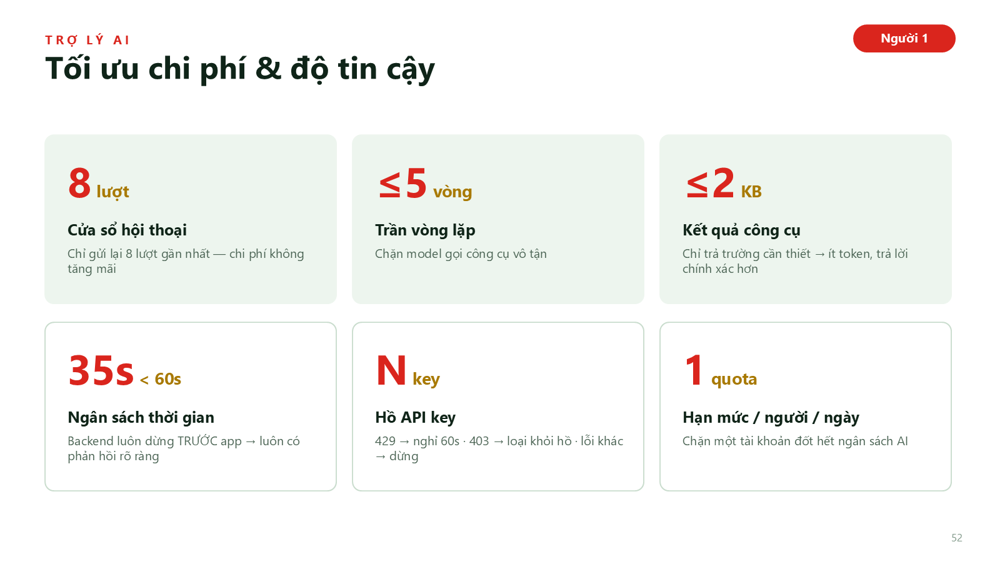 TRỢ LÝ AI
Người 1
Tối ưu chi phí & độ tin cậy
8 lượt
Cửa sổ hội thoại
Chỉ gửi lại 8 lượt gần nhất — chi phí không
tăng mãi
≤5 vòng
Trần vòng lặp
Chặn model gọi công cụ vô tận
≤2 KB
Kết quả công cụ
Chỉ trả trường cần thiết → ít token, trả lời
chính xác hơn
35s < 60s
Ngân sách thời gian
Backend luôn dừng TRƯỚC app → luôn có
phản hồi rõ ràng
N key
Hồ API key
429 → nghỉ 60s · 403 → loại khỏi hồ · lỗi khác
→ dừng
1 quota
Hạn mức / người / ngày
Chặn một tài khoản đốt hết ngân sách AI
52